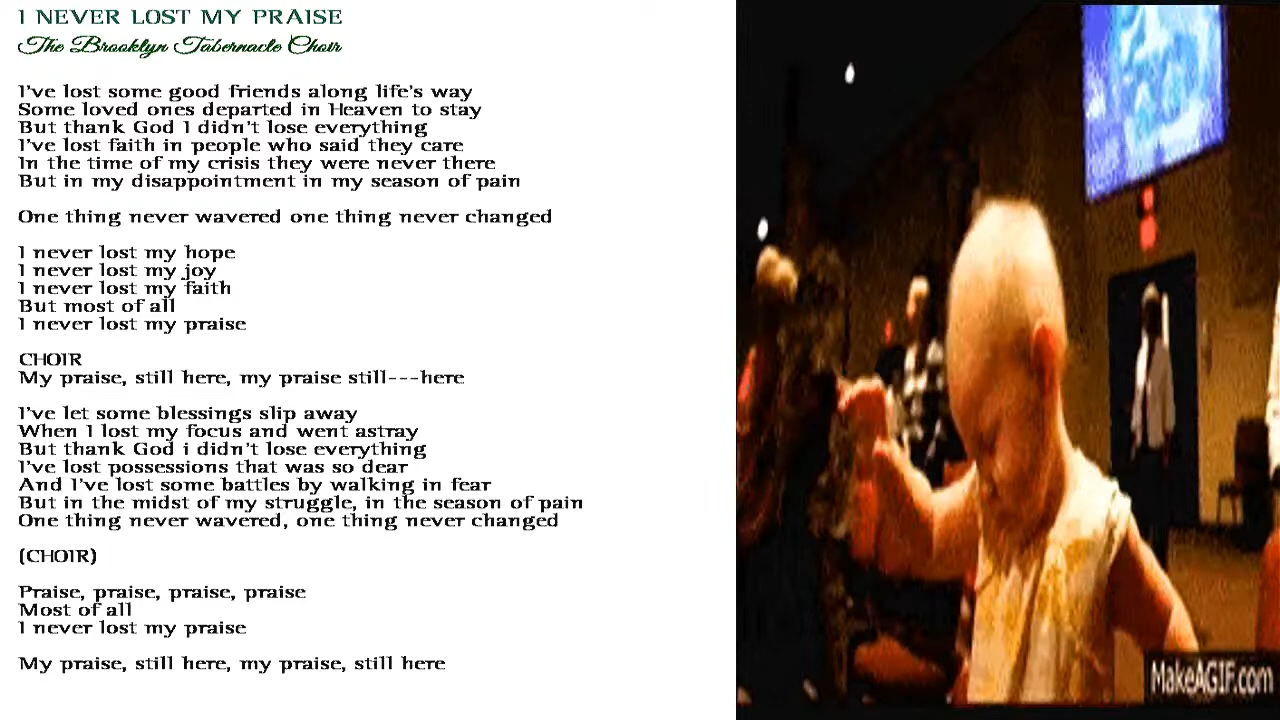 I NEVER LOST MY PRAISE
The Brooklyn Tabernacle Choir
I've lost some good friends along life's way
Some loved ones departed in Heaven to stay
But thank God I didn't lose everything
I've lost faith in people who said they care
In the time of my crisis they were never there
But in my disappointment in my season of pain
One thing never wavered one thing never changed
I never lost my hope
I never lost my joy
I never lost my faith
But most of all
I never lost my praise
CHOIR
My praise, still here, my praise still---here
I've let some blessings slip away
When I lost my focus and went astray
But thank God i didn't lose everything
I've lost possessions that was so dear
And I've lost some battles by walking in fear
But in the midst of my struggle, in the season of pain
One thing never wavered, one thing never changed
(CHOIR)
Praise, praise, praise, praise
Most of all
I never lost my praise
My praise, still here, my praise, still here
MakeAGIF.com